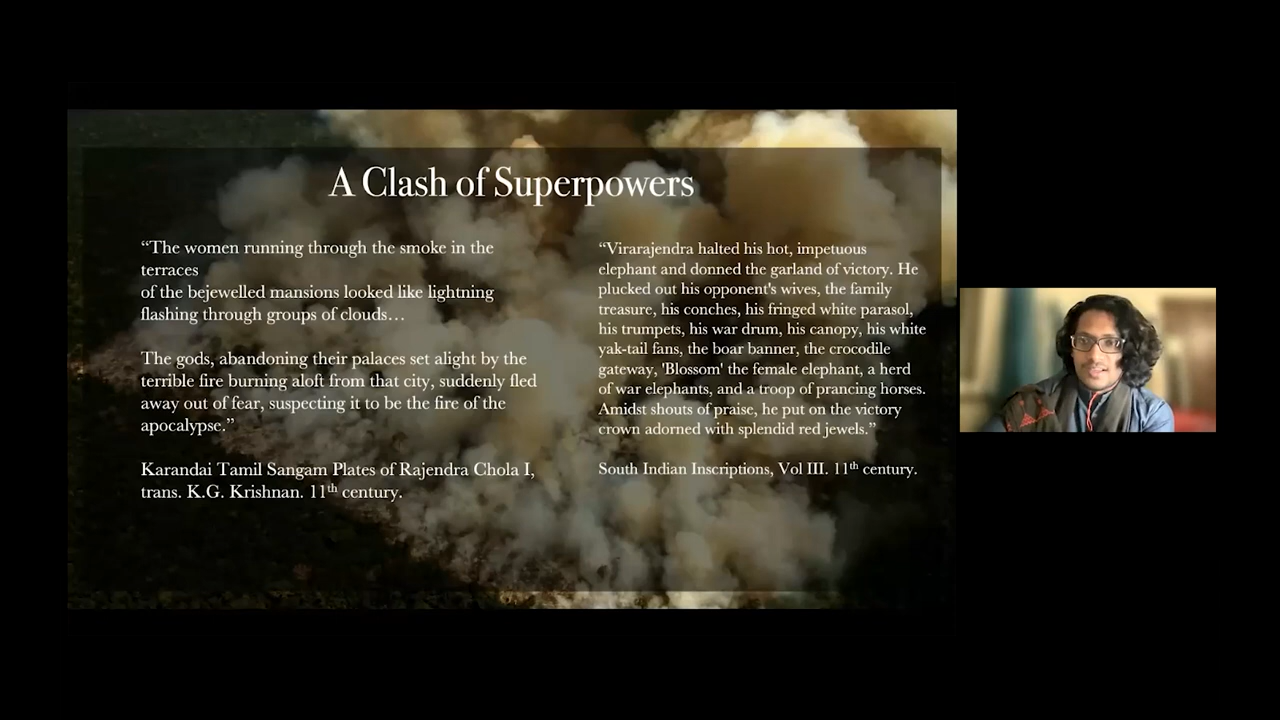 A Clash of Superpowers
“The women running through the smoke in the
terraces
of the bejewelled mansions looked like lightning
flashing through groups of clouds…
The gods, abandoning their palaces set alight by the
terrible fire burning aloft from that city, suddenly fled
away out of fear, suspecting it to be the fire of the
apocalypse.”
Karandai Tamil Sangam Plates of Rajendra Chola I,
trans. K.G. Krishnan. 11th century.
“Virarajendra halted his hot, impetuous
elephant and donned the garland of victory. He
plucked out his opponent's wives, the family
treasure, his conches, his fringed white parasol,
his trumpets, his war drum, his canopy, his white
yak-tail fans, the boar banner, the crocodile
gateway, 'Blossom' the female elephant, a herd
of war elephants, and a troop of prancing horses.
Amidst shouts of praise, he put on the victory
crown adorned with splendid red jewels.”
South Indian Inscriptions, Vol III. 11th century.